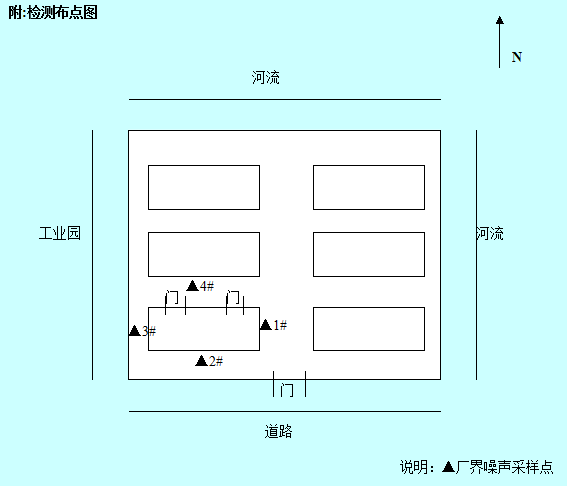 附:检测布点图
N
河流
工业园
河流
▲4#
门
门
▲1#
▲3#
▲2#
门
道路
说明：▲厂界噪声采样点